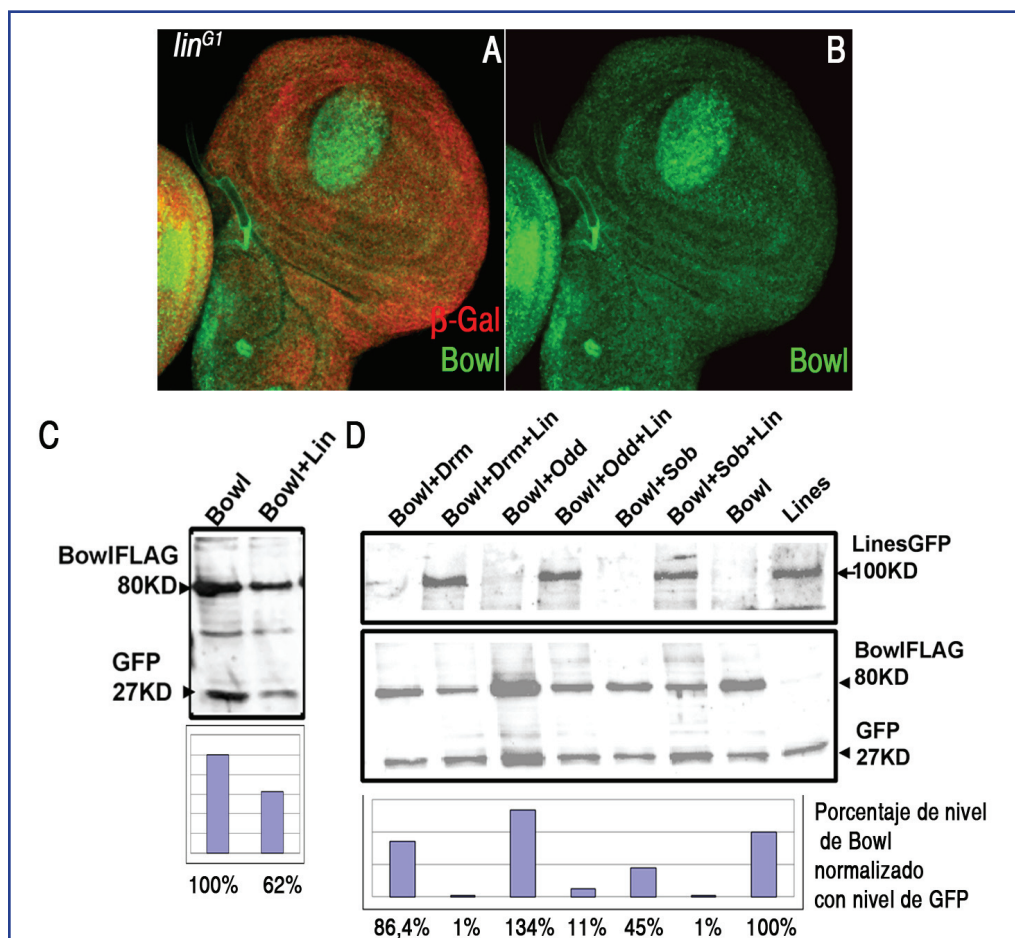 lin^G1
A
B
β-Gal
Bowl
Bowl
C
D
Bowl
Bowl+Lin
BowlFLAG
80KD
GFP
27KD
100%
62%
Bowl+Drm
Bowl+Drm+Lin
Bowl+Odd
Bowl+Odd+Lin
Bowl+Sob
Bowl+Sob+Lin
Bowl
Lines
LinesGFP
100KD
BowlFLAG
80KD
GFP
27KD
Porcentaje de nivel
de Bowl
normalizado
con nivel de GFP
86,4%
1%
134%
11%
45%
1%
100%